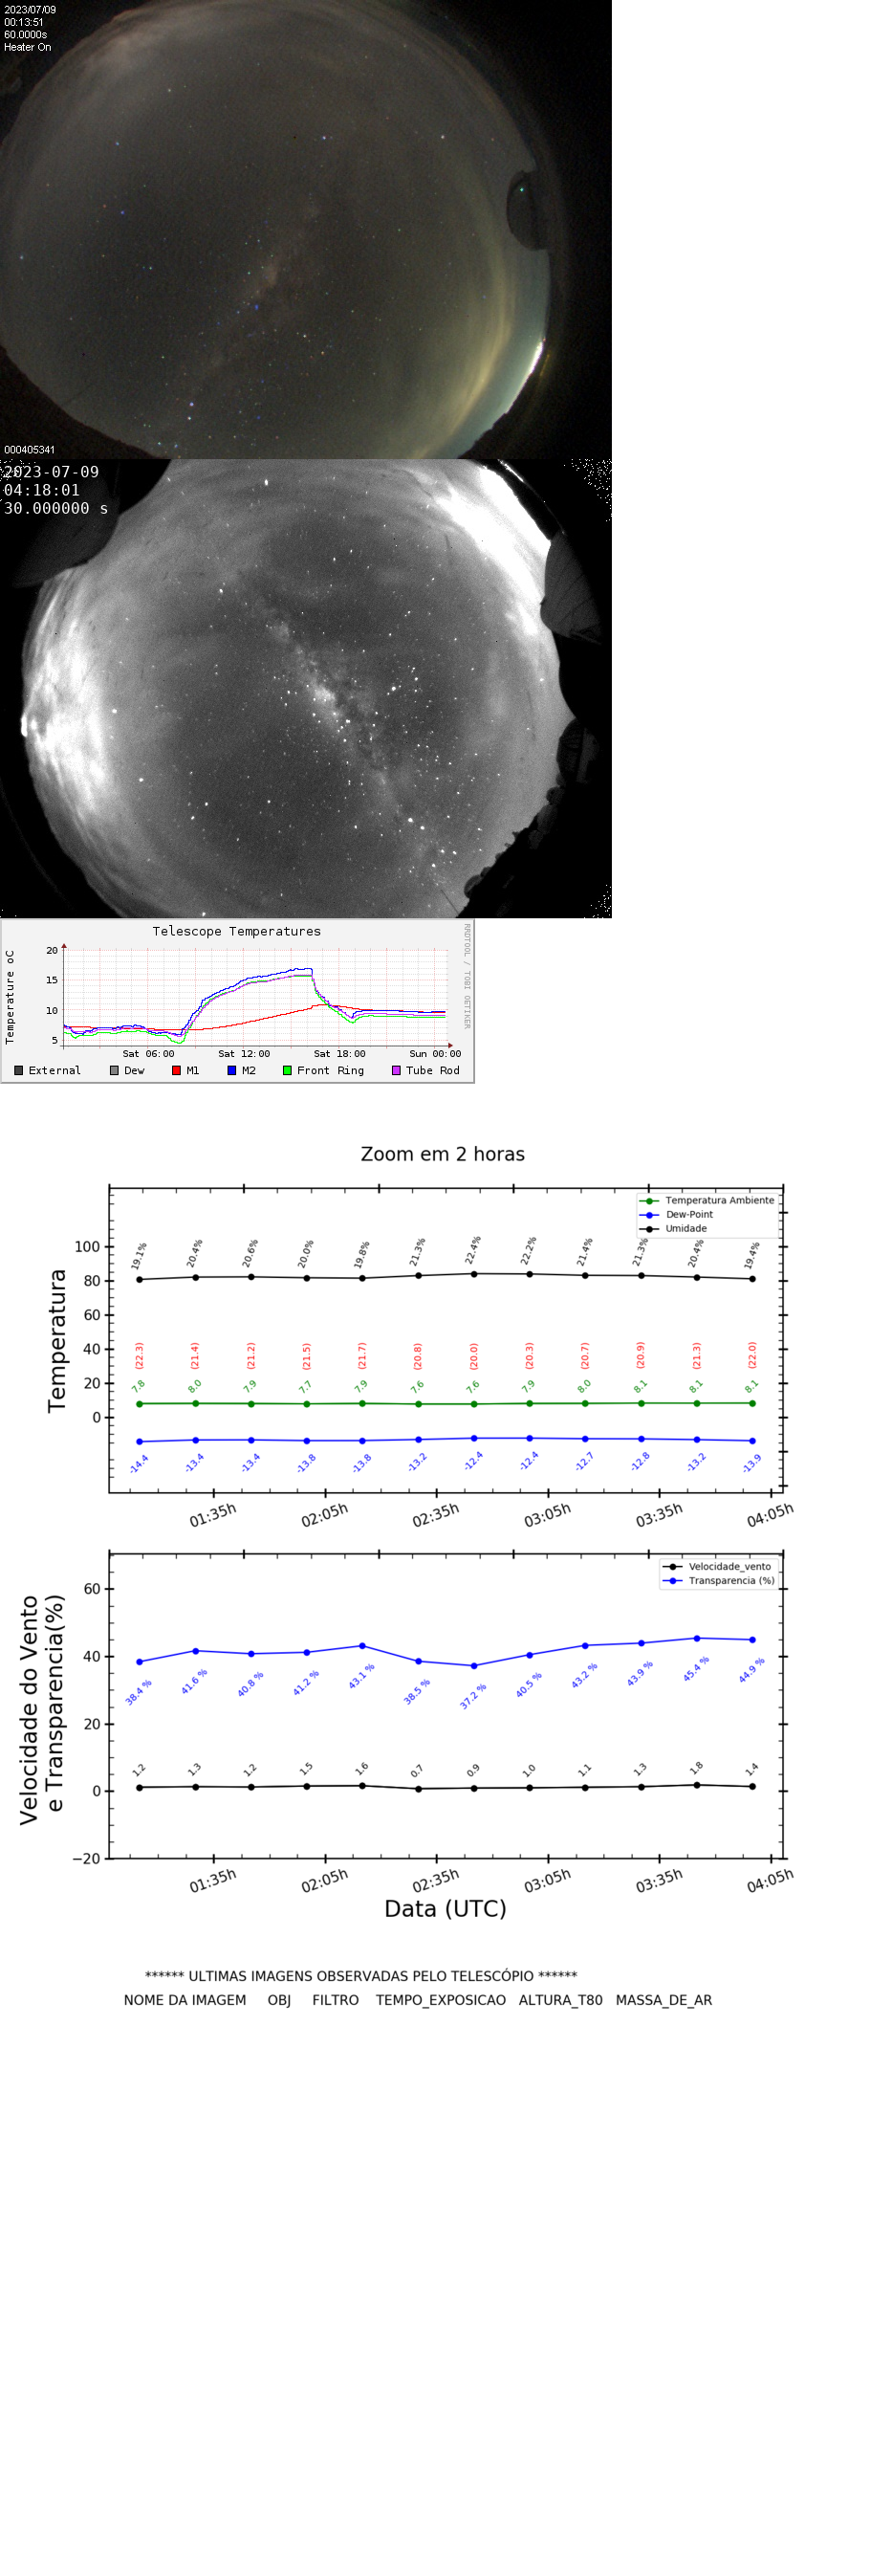 2023/07/09
00:13:51
60.0000s
Heater On
000405341
2023-07-09
04:18:01
30.000000 s
Telescope Temperatures
Temperature oC
RRDTOOL / TOBI OETIKER
20
15
10
5
Sat 06:00 Sat 12:00 Sat 18:00 Sun 00:00
External Dew M1 M2 Front Ring Tube Rod
Zoom em 2 horas
Temperatura
Temperatura Ambiente
Dew-Point
Umidade
100
80
60
40
20
0
19.1% 20.4% 20.6% 20.0% 19.8% 21.3% 22.4% 22.2% 21.4% 21.3% 20.4% 19.4%
(22.3) (21.4) (21.2) (21.5) (21.7) (20.8) (20.0) (20.3) (20.7) (20.9) (21.3) (22.0)
7.8 8.0 7.9 7.7 7.9 7.6 7.6 7.9 8.0 8.1 8.1 8.1
-14.4 -13.4 -13.4 -13.8 -13.8 -13.2 -12.4 -12.4 -12.7 -12.8 -13.2 -13.9
01:35h 02:05h 02:35h 03:05h 03:35h 04:05h
Velocidade do Vento
e Transparencia(%)
Velocidade_vento
Transparencia (%)
60
40
20
0
−20
38.4 % 41.6 % 40.8 % 41.2 % 43.1 % 38.5 % 37.2 % 40.5 % 43.2 % 43.9 % 45.4 % 44.9 %
1.2 1.3 1.2 1.5 1.6 0.7 0.9 1.0 1.1 1.3 1.8 1.4
01:35h 02:05h 02:35h 03:05h 03:35h 04:05h
Data (UTC)
****** ULTIMAS IMAGENS OBSERVADAS PELO TELESCÓPIO ******
NOME DA IMAGEM OBJ FILTRO TEMPO_EXPOSICAO ALTURA_T80 MASSA_DE_AR